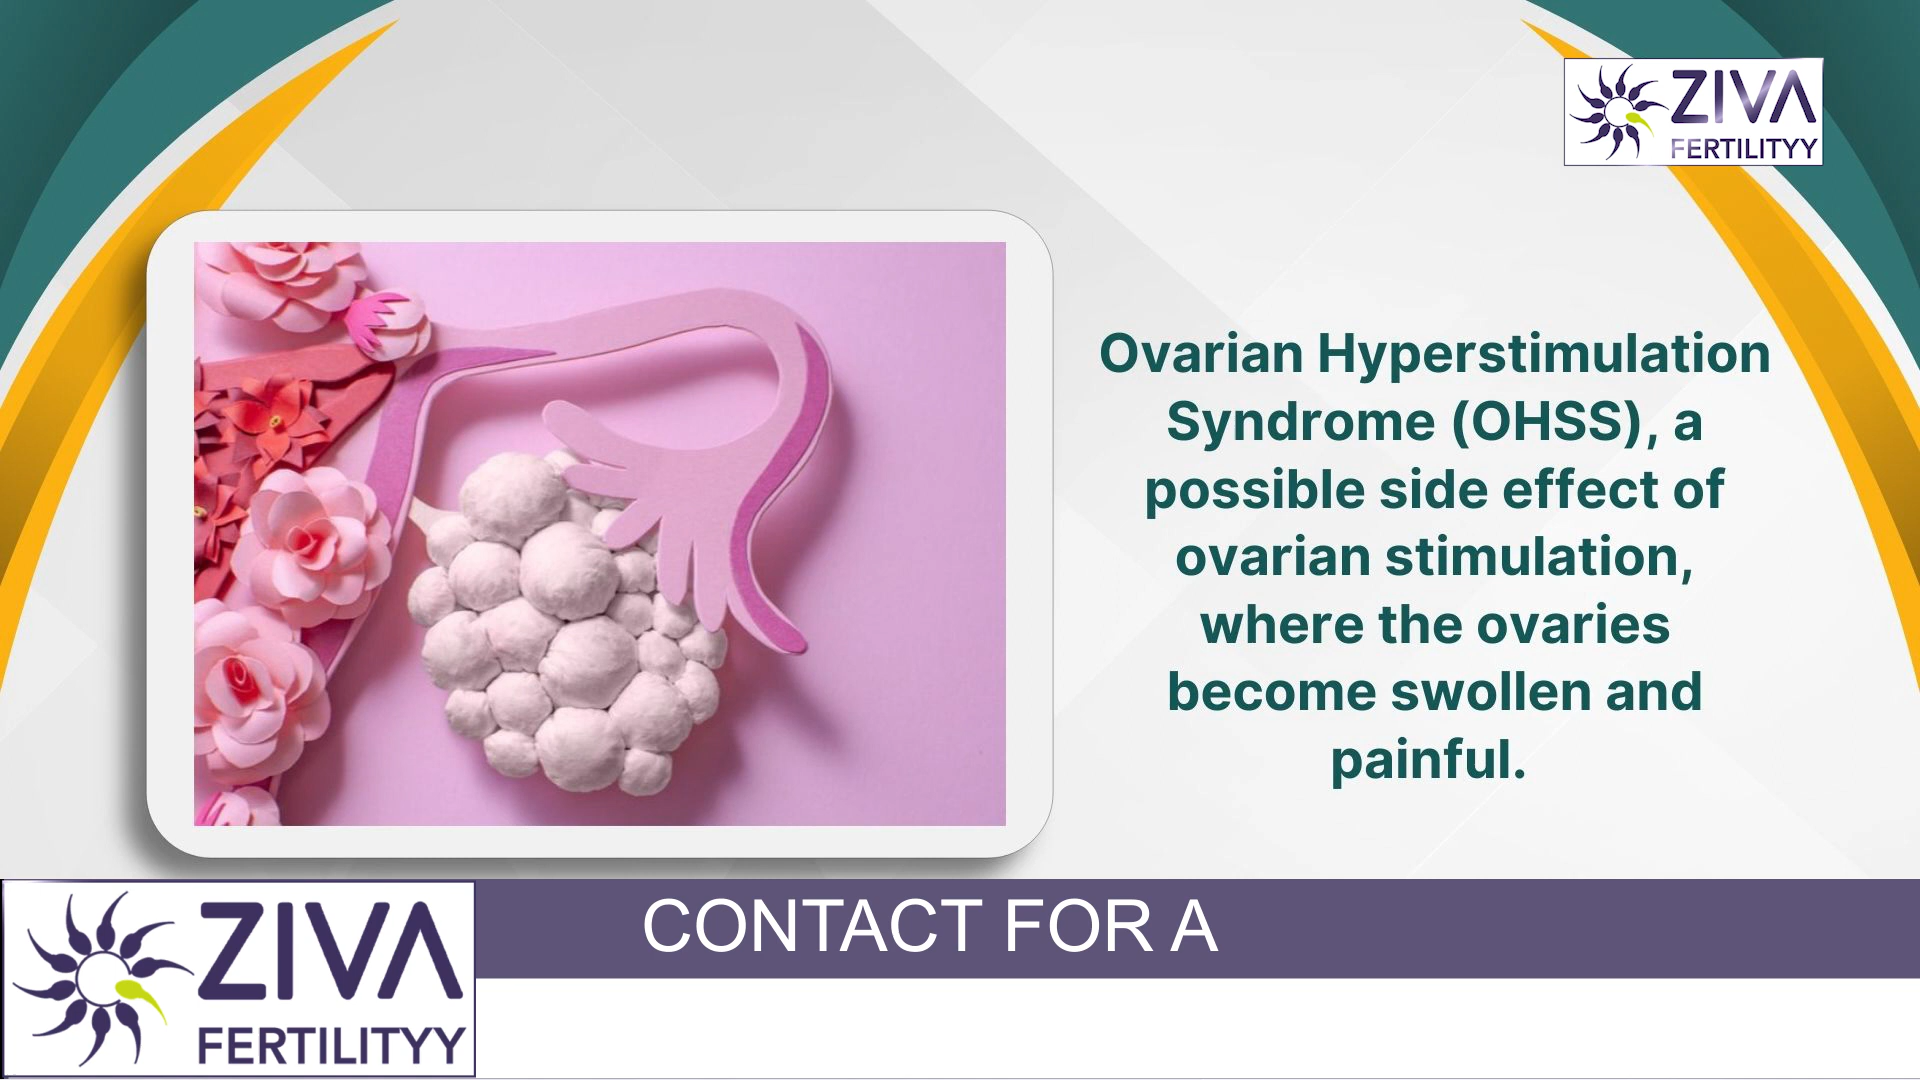 ZIVA
FERTILITYY
Ovarian Hyperstimulation
Syndrome (OHSS), a
possible side effect of
ovarian stimulation,
where the ovaries
become swollen and
painful.
CONTACT FOR A
ZIVA
FERTILITYY